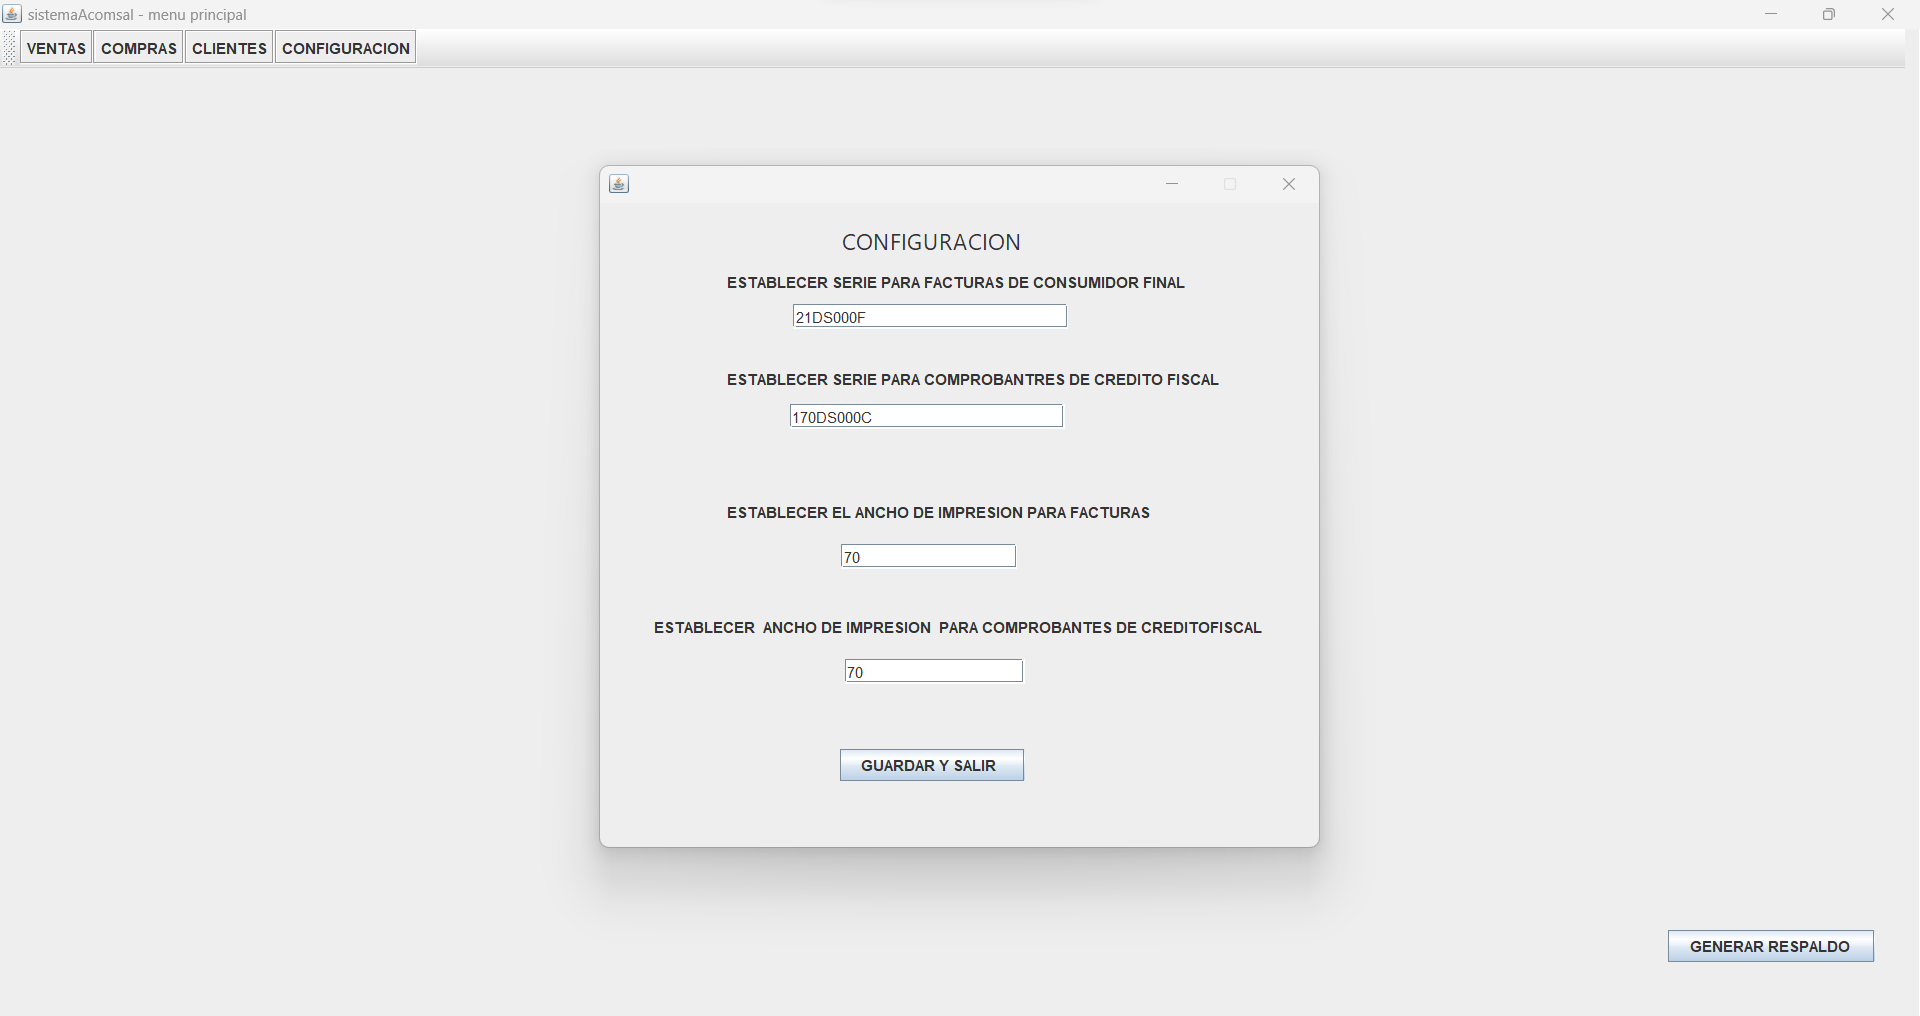 sistemaAcomsal - menu principal
VENTAS COMPRAS CLIENTES CONFIGURACION
CONFIGURACION
ESTABLECER SERIE PARA FACTURAS DE CONSUMIDOR FINAL
21DS000F
ESTABLECER SERIE PARA COMPROBANTRES DE CREDITO FISCAL
170DS000C
ESTABLECER EL ANCHO DE IMPRESION PARA FACTURAS
70
ESTABLECER ANCHO DE IMPRESION PARA COMPROBANTES DE CREDITOFISCAL
70
GUARDAR Y SALIR
GENERAR RESPALDO